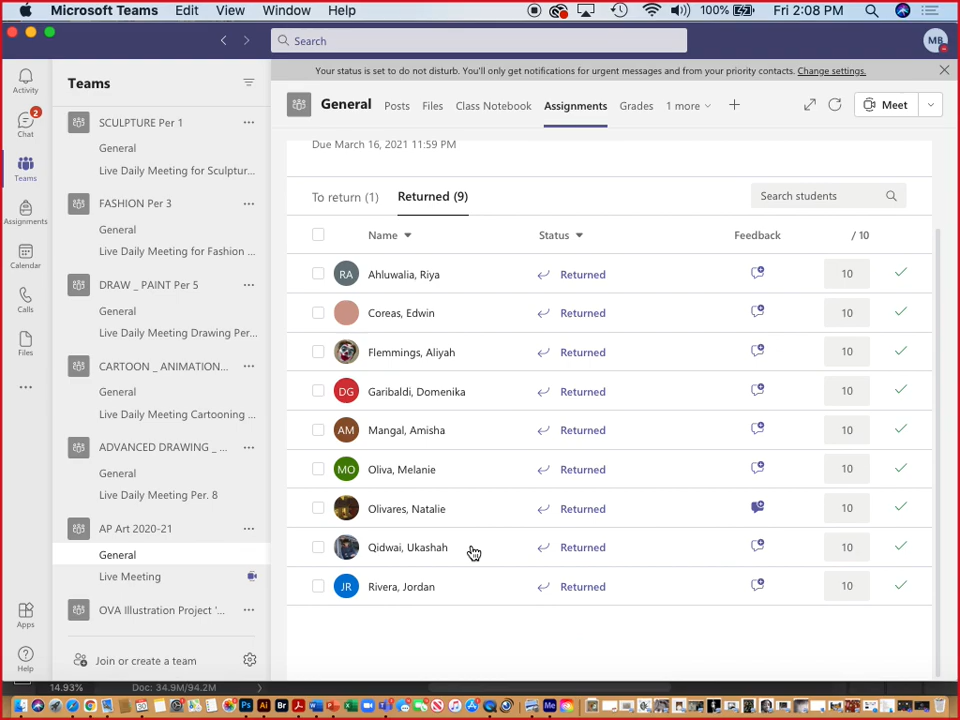 Microsoft Teams Edit View Window Help 100% Fri 2:08 PM
Search MB
Activity
Chat
2
Teams
Assignments
Calendar
Calls
Files
Apps
Help
Teams
SCULPTURE Per 1 ...
General
Live Daily Meeting for Sculptur...
FASHION Per 3 ...
General
Live Daily Meeting for Fashion ...
DRAW _ PAINT Per 5 ...
General
Live Daily Meeting Drawing Per...
CARTOON _ ANIMATION... ...
General
Live Daily Meeting Cartooning ...
ADVANCED DRAWING _ ... ...
General
Live Daily Meeting Per. 8
AP Art 2020-21 ...
General
Live Meeting
OVA Illustration Project '... ...
Join or create a team
Your status is set to do not disturb. You'll only get notifications for urgent messages and from your priority contacts. Change settings.
General Posts Files Class Notebook Assignments Grades 1 more Meet
Due March 16, 2021 11:59 PM
To return (1) Returned (9) Search students
Name Status Feedback / 10
RA Ahluwalia, Riya Returned 10
Coreas, Edwin Returned 10
Flemmings, Aliyah Returned 10
DG Garibaldi, Domenika Returned 10
AM Mangal, Amisha Returned 10
MO Oliva, Melanie Returned 10
Olivares, Natalie Returned 10
Qidwai, Ukashah Returned 10
JR Rivera, Jordan Returned 10
14.93% Doc: 34.9M/94.2M